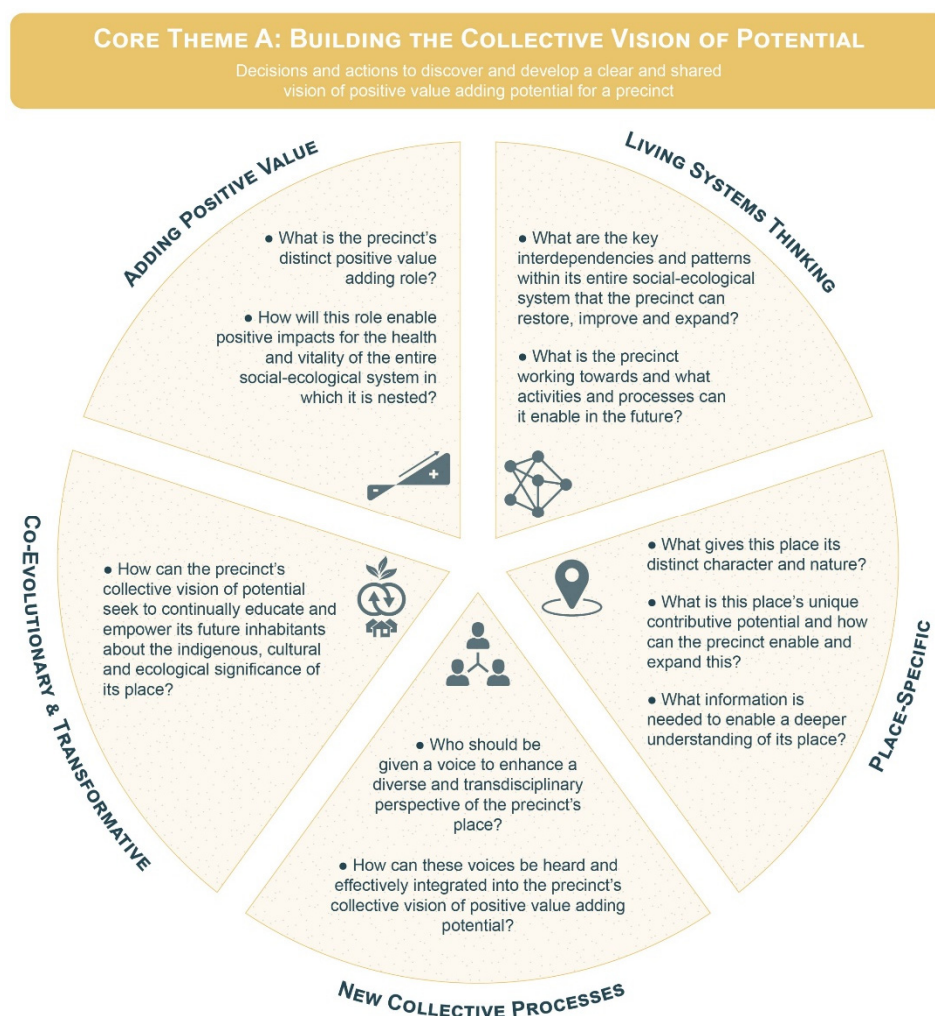 CORE THEME A: BUILDING THE COLLECTIVE VISION OF POTENTIAL
Decisions and actions to discover and develop a clear and shared
vision of positive value adding potential for a precinct
ADDING POSITIVE VALUE
● What is the precinct's
distinct positive value
adding role?
● How will this role enable
positive impacts for the health
and vitality of the entire
social-ecological system in
which it is nested?
LIVING SYSTEMS THINKING
● What are the key
interdependencies and patterns
within its entire social-ecological
system that the precinct can
restore, improve and expand?
● What is the precinct
working towards and what
activities and processes can
it enable in the future?
PLACE-SPECIFIC
● What gives this place its
distinct character and nature?
● What is this place's unique
contributive potential and how
can the precinct enable and
expand this?
● What information is
needed to enable a deeper
understanding of its place?
NEW COLLECTIVE PROCESSES
● Who should be
given a voice to enhance a
diverse and transdisciplinary
perspective of the precinct's
place?
● How can these voices be heard and
effectively integrated into the precinct's
collective vision of positive value adding
potential?
CO-EVOLUTIONARY & TRANSFORMATIVE
● How can the precinct's
collective vision of potential
seek to continually educate and
empower its future inhabitants
about the indigenous, cultural
and ecological significance of
its place?